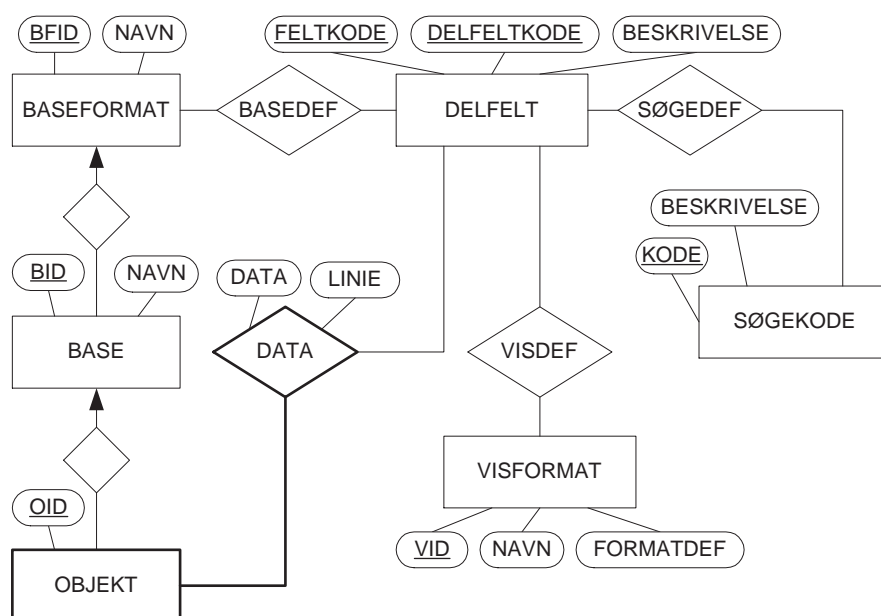 BFID NAVN FELTKODE DELFELTKODE BESKRIVELSE
BASEFORMAT BASEDEF DELFELT SØGEDEF
BESKRIVELSE
KODE
BID NAVN DATA LINIE
SØGEKODE
BASE DATA VISDEF
VISFORMAT
OID
VID NAVN FORMATDEF
OBJEKT